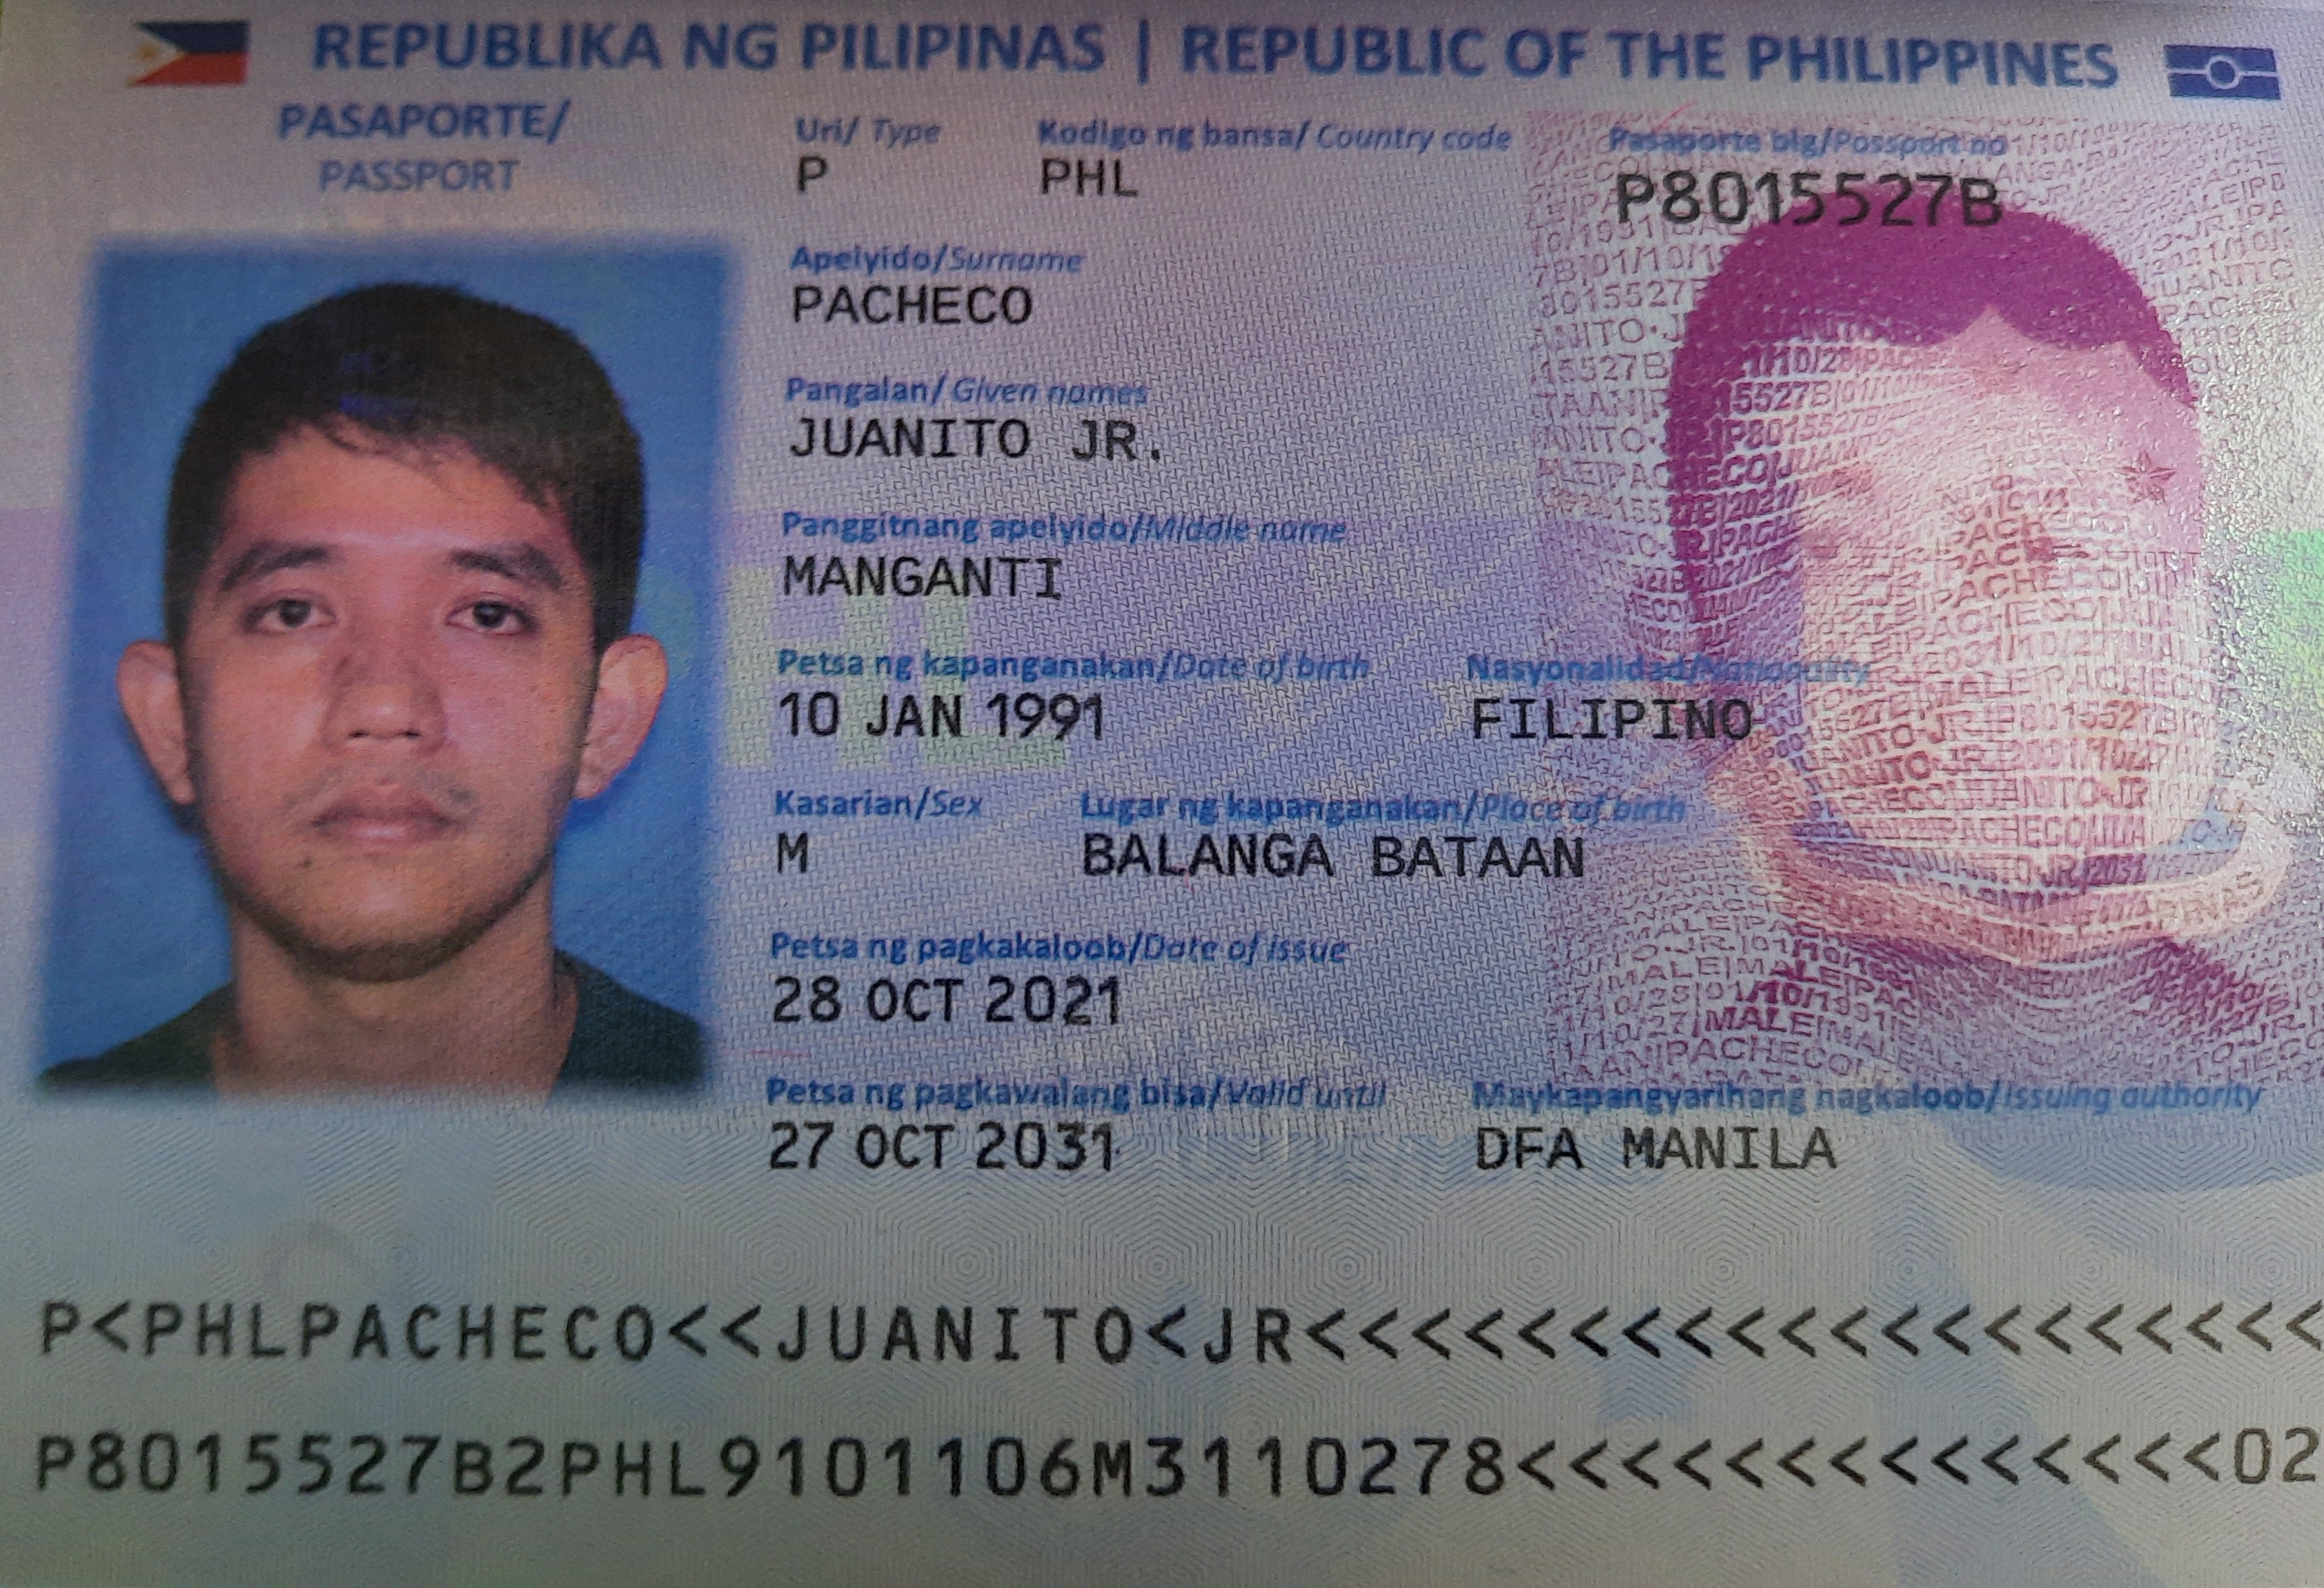 REPUBLIKA NG PILIPINAS | REPUBLIC OF THE PHILIPPINES
PASAPORTE/
PASSPORT
Uri/ Type
P
Kodigo ng bansa/ Country code
PHL
Pasaporte blg/Passport no
P8015527B
Apelyido/Surname
PACHECO
Pangalan/ Given names
JUANITO JR.
Panggitnang apelyido/Middle name
MANGANTI
Petsa ng kapanganakan/Date of birth
10 JAN 1991
Nasyonalidad/Nationality
FILIPINO
Kasarian/Sex
M
Lugar ng kapanganakan/Place of birth
BALANGA BATAAN
Petsa ng pagkakaloob/Date of issue
28 OCT 2021
Petsa ng pagkawalang bisa/Valid until
27 OCT 2031
Maykapangyarihang nagkaloob/Issuing authority
DFA MANILA
P<PHLPACHECO<<JUANITO<JR<<<<<<<<<<<<<<<<<<<
P8015527B2PHL9101106M3110278<<<<<<<<<<<<<<02